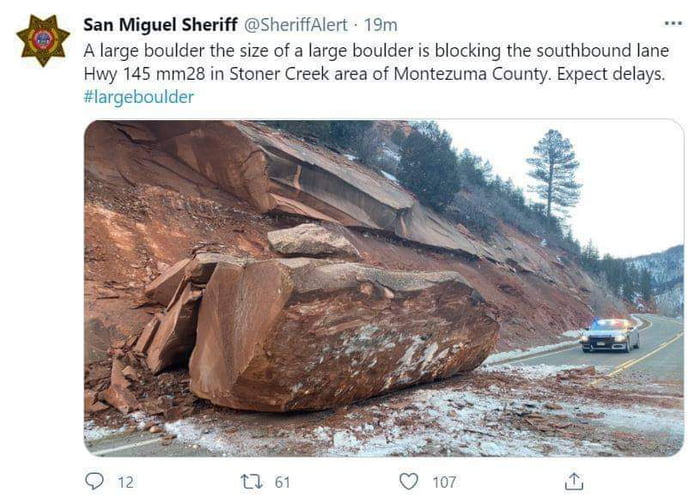 San Miguel Sheriff @SheriffAlert · 19m
A large boulder the size of a large boulder is blocking the southbound lane
Hwy 145 mm28 in Stoner Creek area of Montezuma County. Expect delays.
#largeboulder
12 61 107